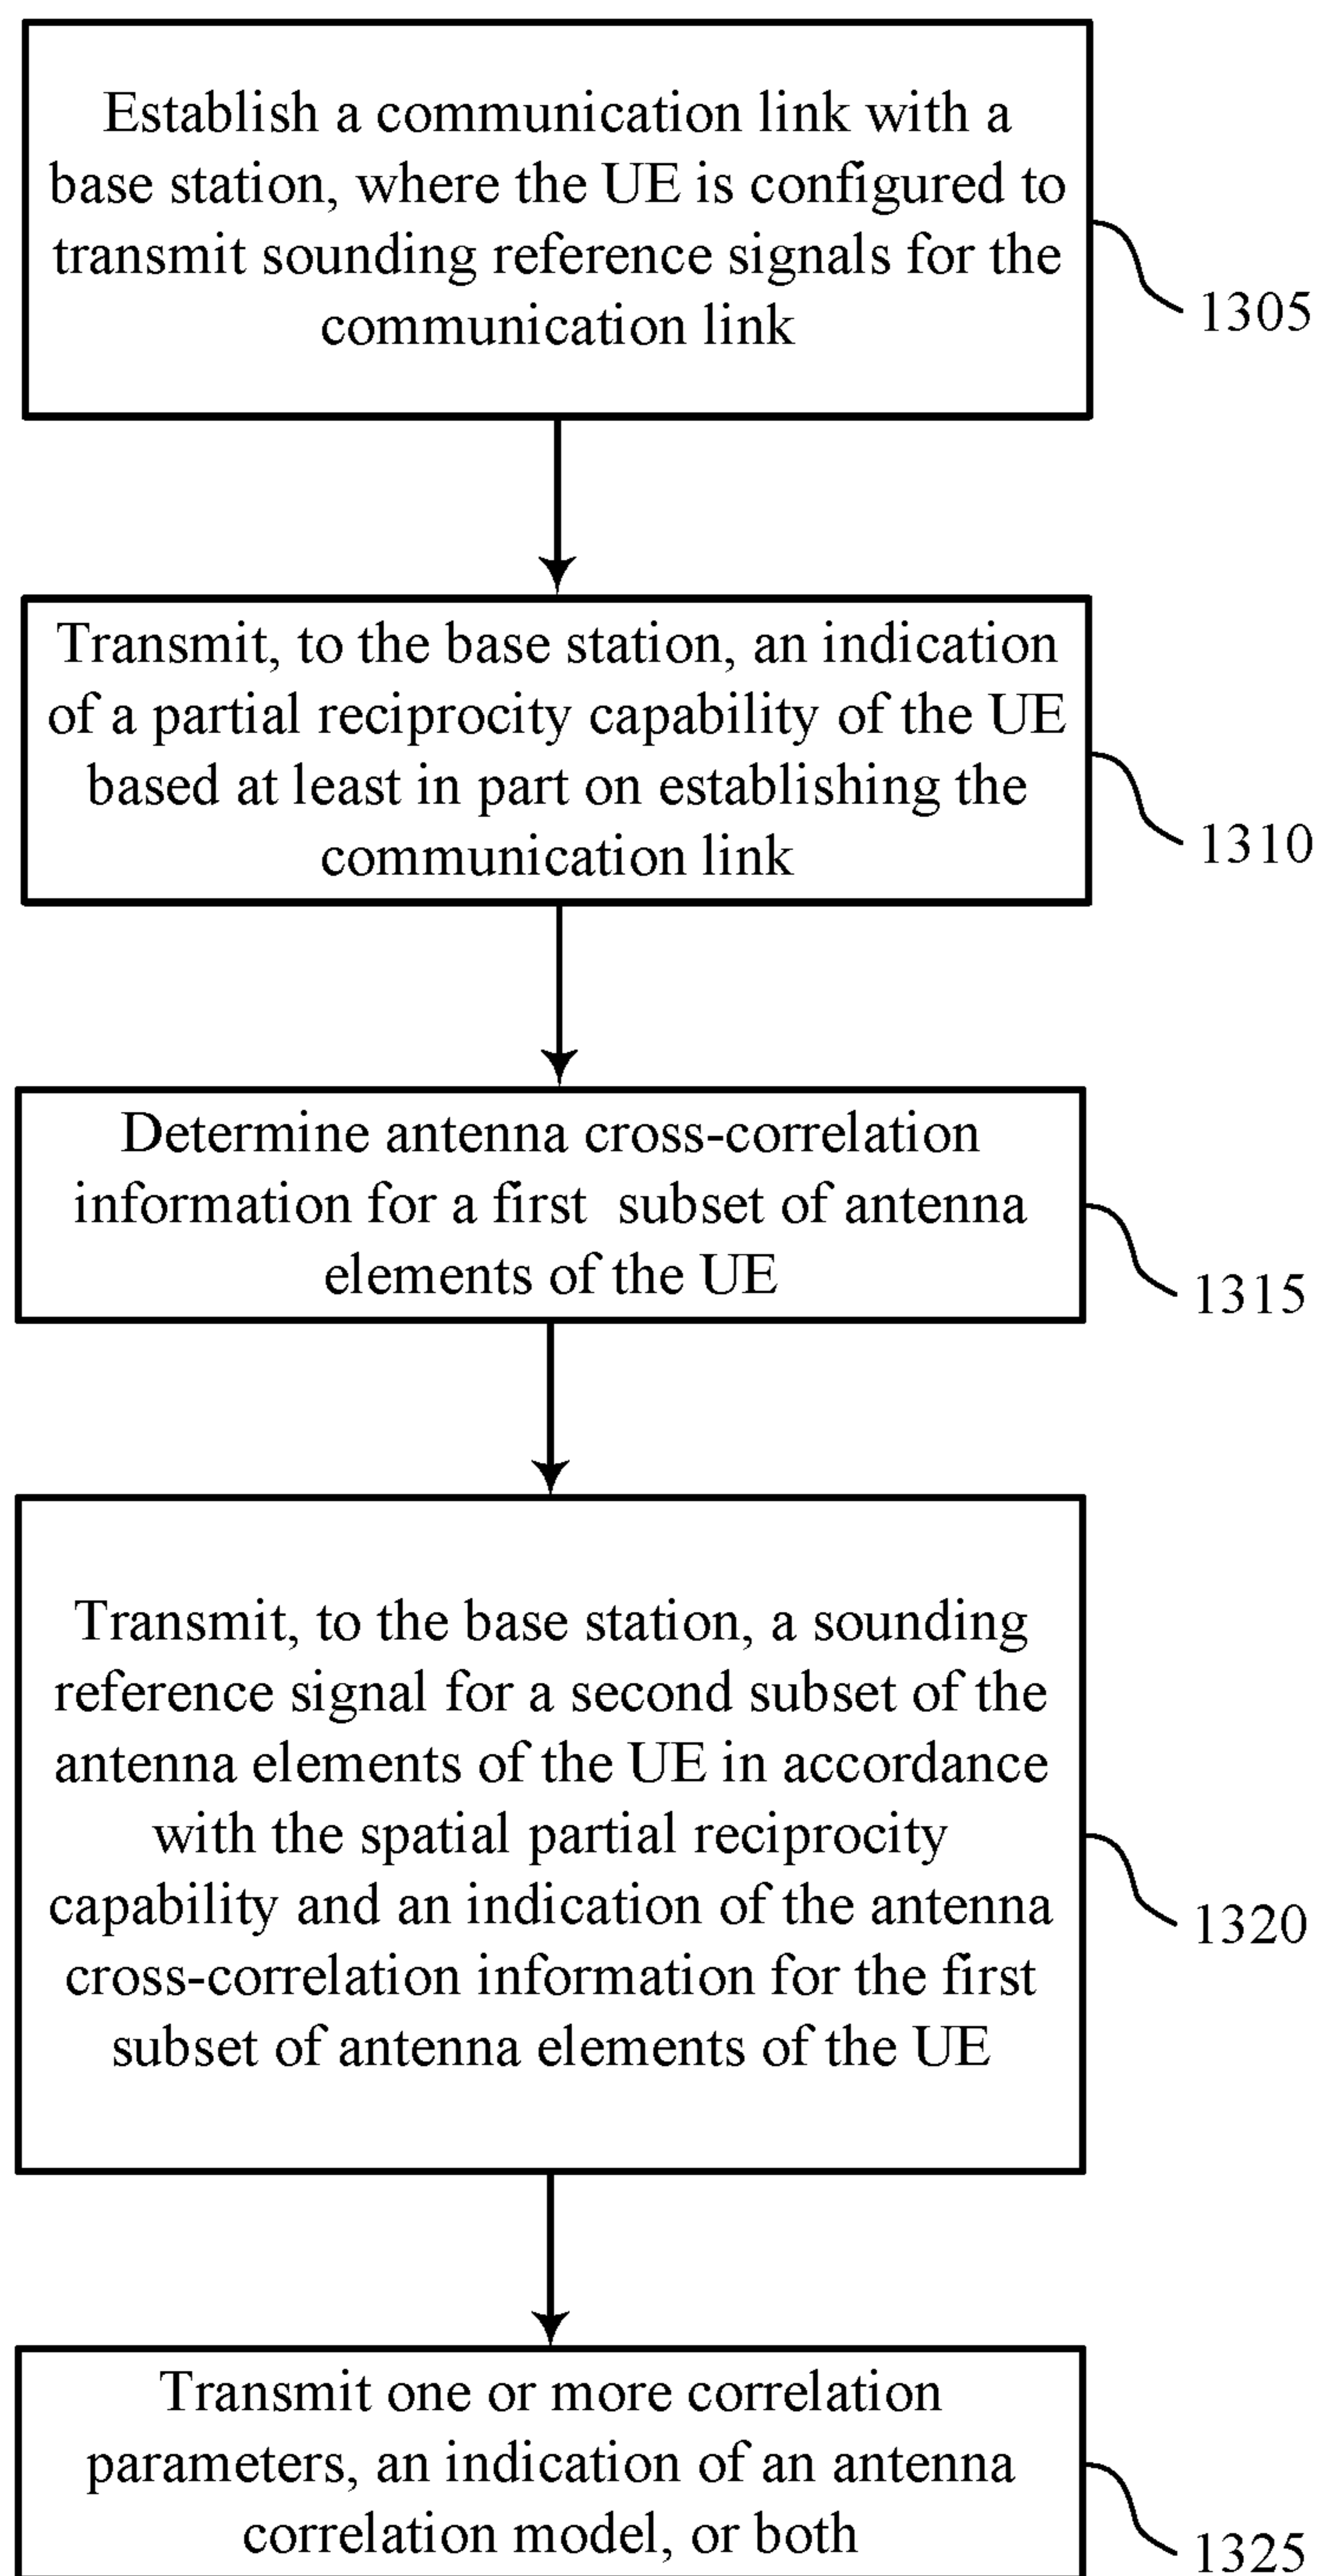 Establish a communication link with a
base station, where the UE is configured to
transmit sounding reference signals for the
communication link
1305
Transmit, to the base station, an indication
of a partial reciprocity capability of the UE
based at least in part on establishing the
communication link
1310
Determine antenna cross-correlation
information for a first subset of antenna
elements of the UE
1315
Transmit, to the base station, a sounding
reference signal for a second subset of the
antenna elements of the UE in accordance
with the spatial partial reciprocity
capability and an indication of the antenna
cross-correlation information for the first
subset of antenna elements of the UE
1320
Transmit one or more correlation
parameters, an indication of an antenna
correlation model, or both
1325